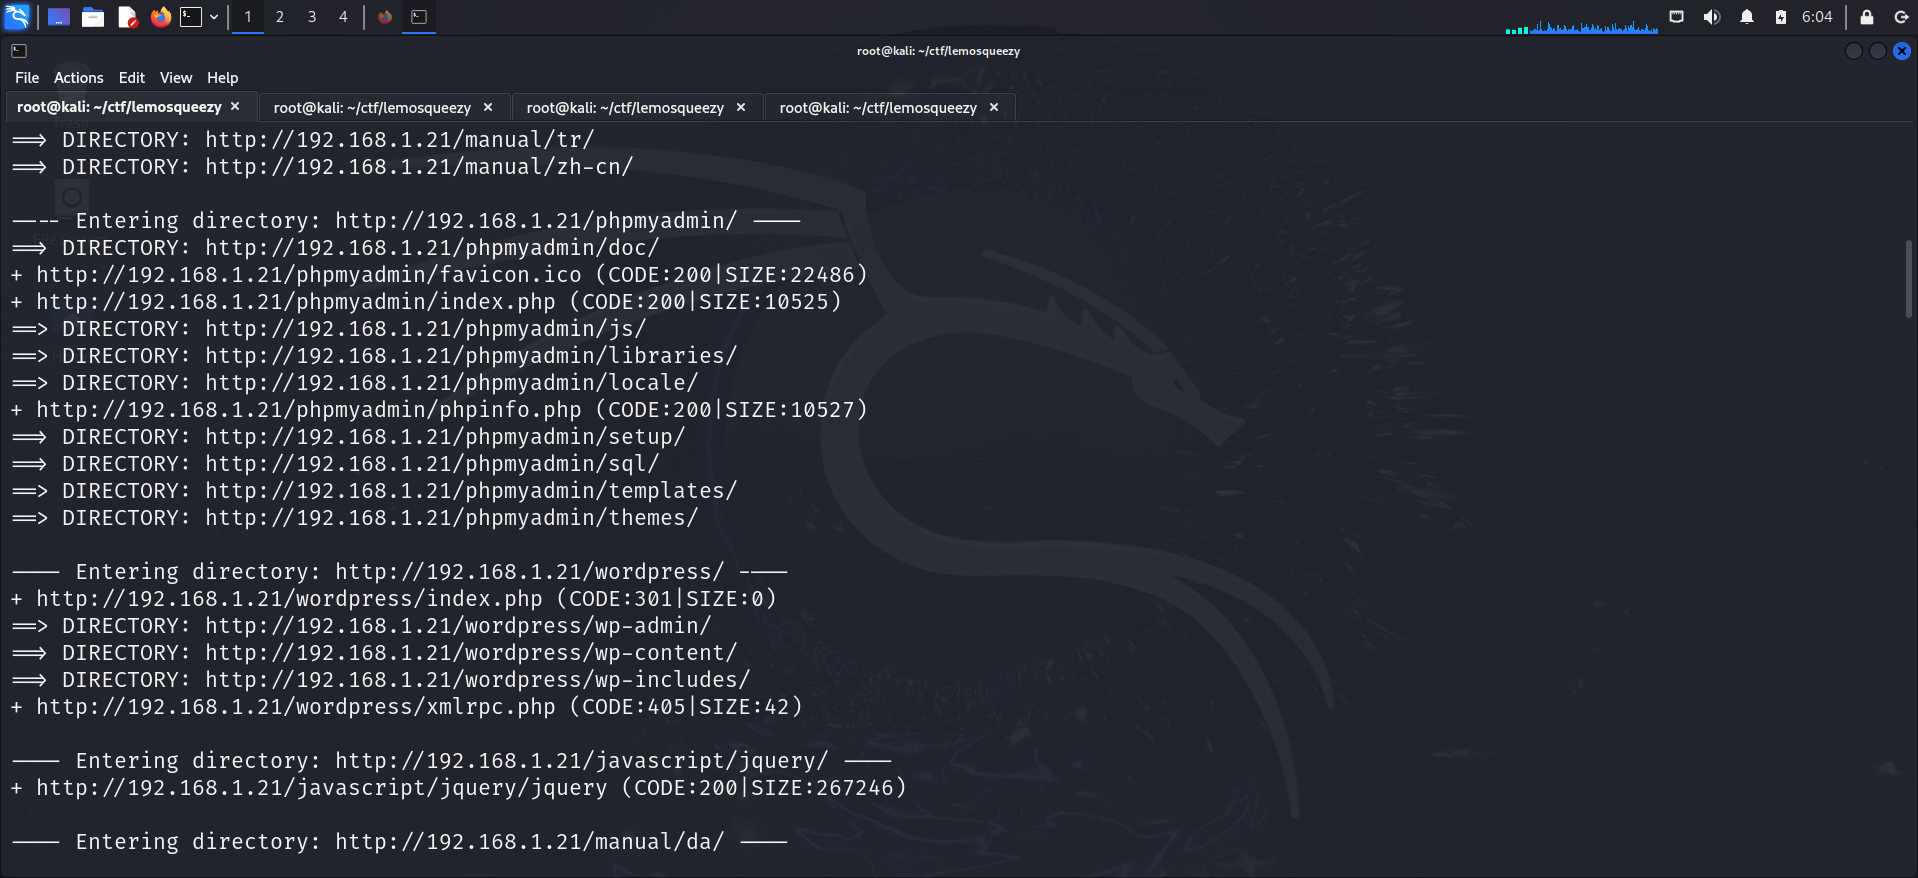 1 2 3 4
6:04
root@kali: ~/ctf/lemosqueezy
File Actions Edit View Help
root@kali: ~/ctf/lemosqueezy × root@kali: ~/ctf/lemosqueezy × root@kali: ~/ctf/lemosqueezy × root@kali: ~/ctf/lemosqueezy ×
==> DIRECTORY: http://192.168.1.21/manual/tr/
==> DIRECTORY: http://192.168.1.21/manual/zh-cn/
---- Entering directory: http://192.168.1.21/phpmyadmin/ ----
==> DIRECTORY: http://192.168.1.21/phpmyadmin/doc/
+ http://192.168.1.21/phpmyadmin/favicon.ico (CODE:200|SIZE:22486)
+ http://192.168.1.21/phpmyadmin/index.php (CODE:200|SIZE:10525)
==> DIRECTORY: http://192.168.1.21/phpmyadmin/js/
==> DIRECTORY: http://192.168.1.21/phpmyadmin/libraries/
==> DIRECTORY: http://192.168.1.21/phpmyadmin/locale/
+ http://192.168.1.21/phpmyadmin/phpinfo.php (CODE:200|SIZE:10527)
==> DIRECTORY: http://192.168.1.21/phpmyadmin/setup/
==> DIRECTORY: http://192.168.1.21/phpmyadmin/sql/
==> DIRECTORY: http://192.168.1.21/phpmyadmin/templates/
==> DIRECTORY: http://192.168.1.21/phpmyadmin/themes/
---- Entering directory: http://192.168.1.21/wordpress/ ----
+ http://192.168.1.21/wordpress/index.php (CODE:301|SIZE:0)
==> DIRECTORY: http://192.168.1.21/wordpress/wp-admin/
==> DIRECTORY: http://192.168.1.21/wordpress/wp-content/
==> DIRECTORY: http://192.168.1.21/wordpress/wp-includes/
+ http://192.168.1.21/wordpress/xmlrpc.php (CODE:405|SIZE:42)
---- Entering directory: http://192.168.1.21/javascript/jquery/ ----
+ http://192.168.1.21/javascript/jquery/jquery (CODE:200|SIZE:267246)
---- Entering directory: http://192.168.1.21/manual/da/ ----